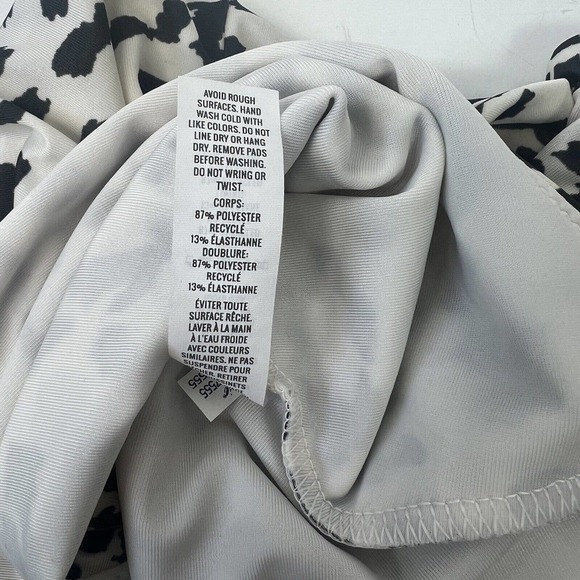 AVOID ROUGH
SURFACES. HAND
WASH COLD WITH
LIKE COLORS. DO NOT
LINE DRY OR HANG
DRY. REMOVE PADS
BEFORE WASHING.
DO NOT WRING OR
TWIST.
CORPS:
87% POLYESTER
RECYCLÉ
13% ÉLASTHANNE
DOUBLURE:
87% POLYESTER
RECYCLÉ
13% ÉLASTHANNE
ÉVITER TOUTE
SURFACE RÊCHE.
LAVER À LA MAIN
À L'EAU FROIDE
AVEC COULEURS
SIMILAIRES. NE PAS
SUSPENDRE POUR
RETIRER